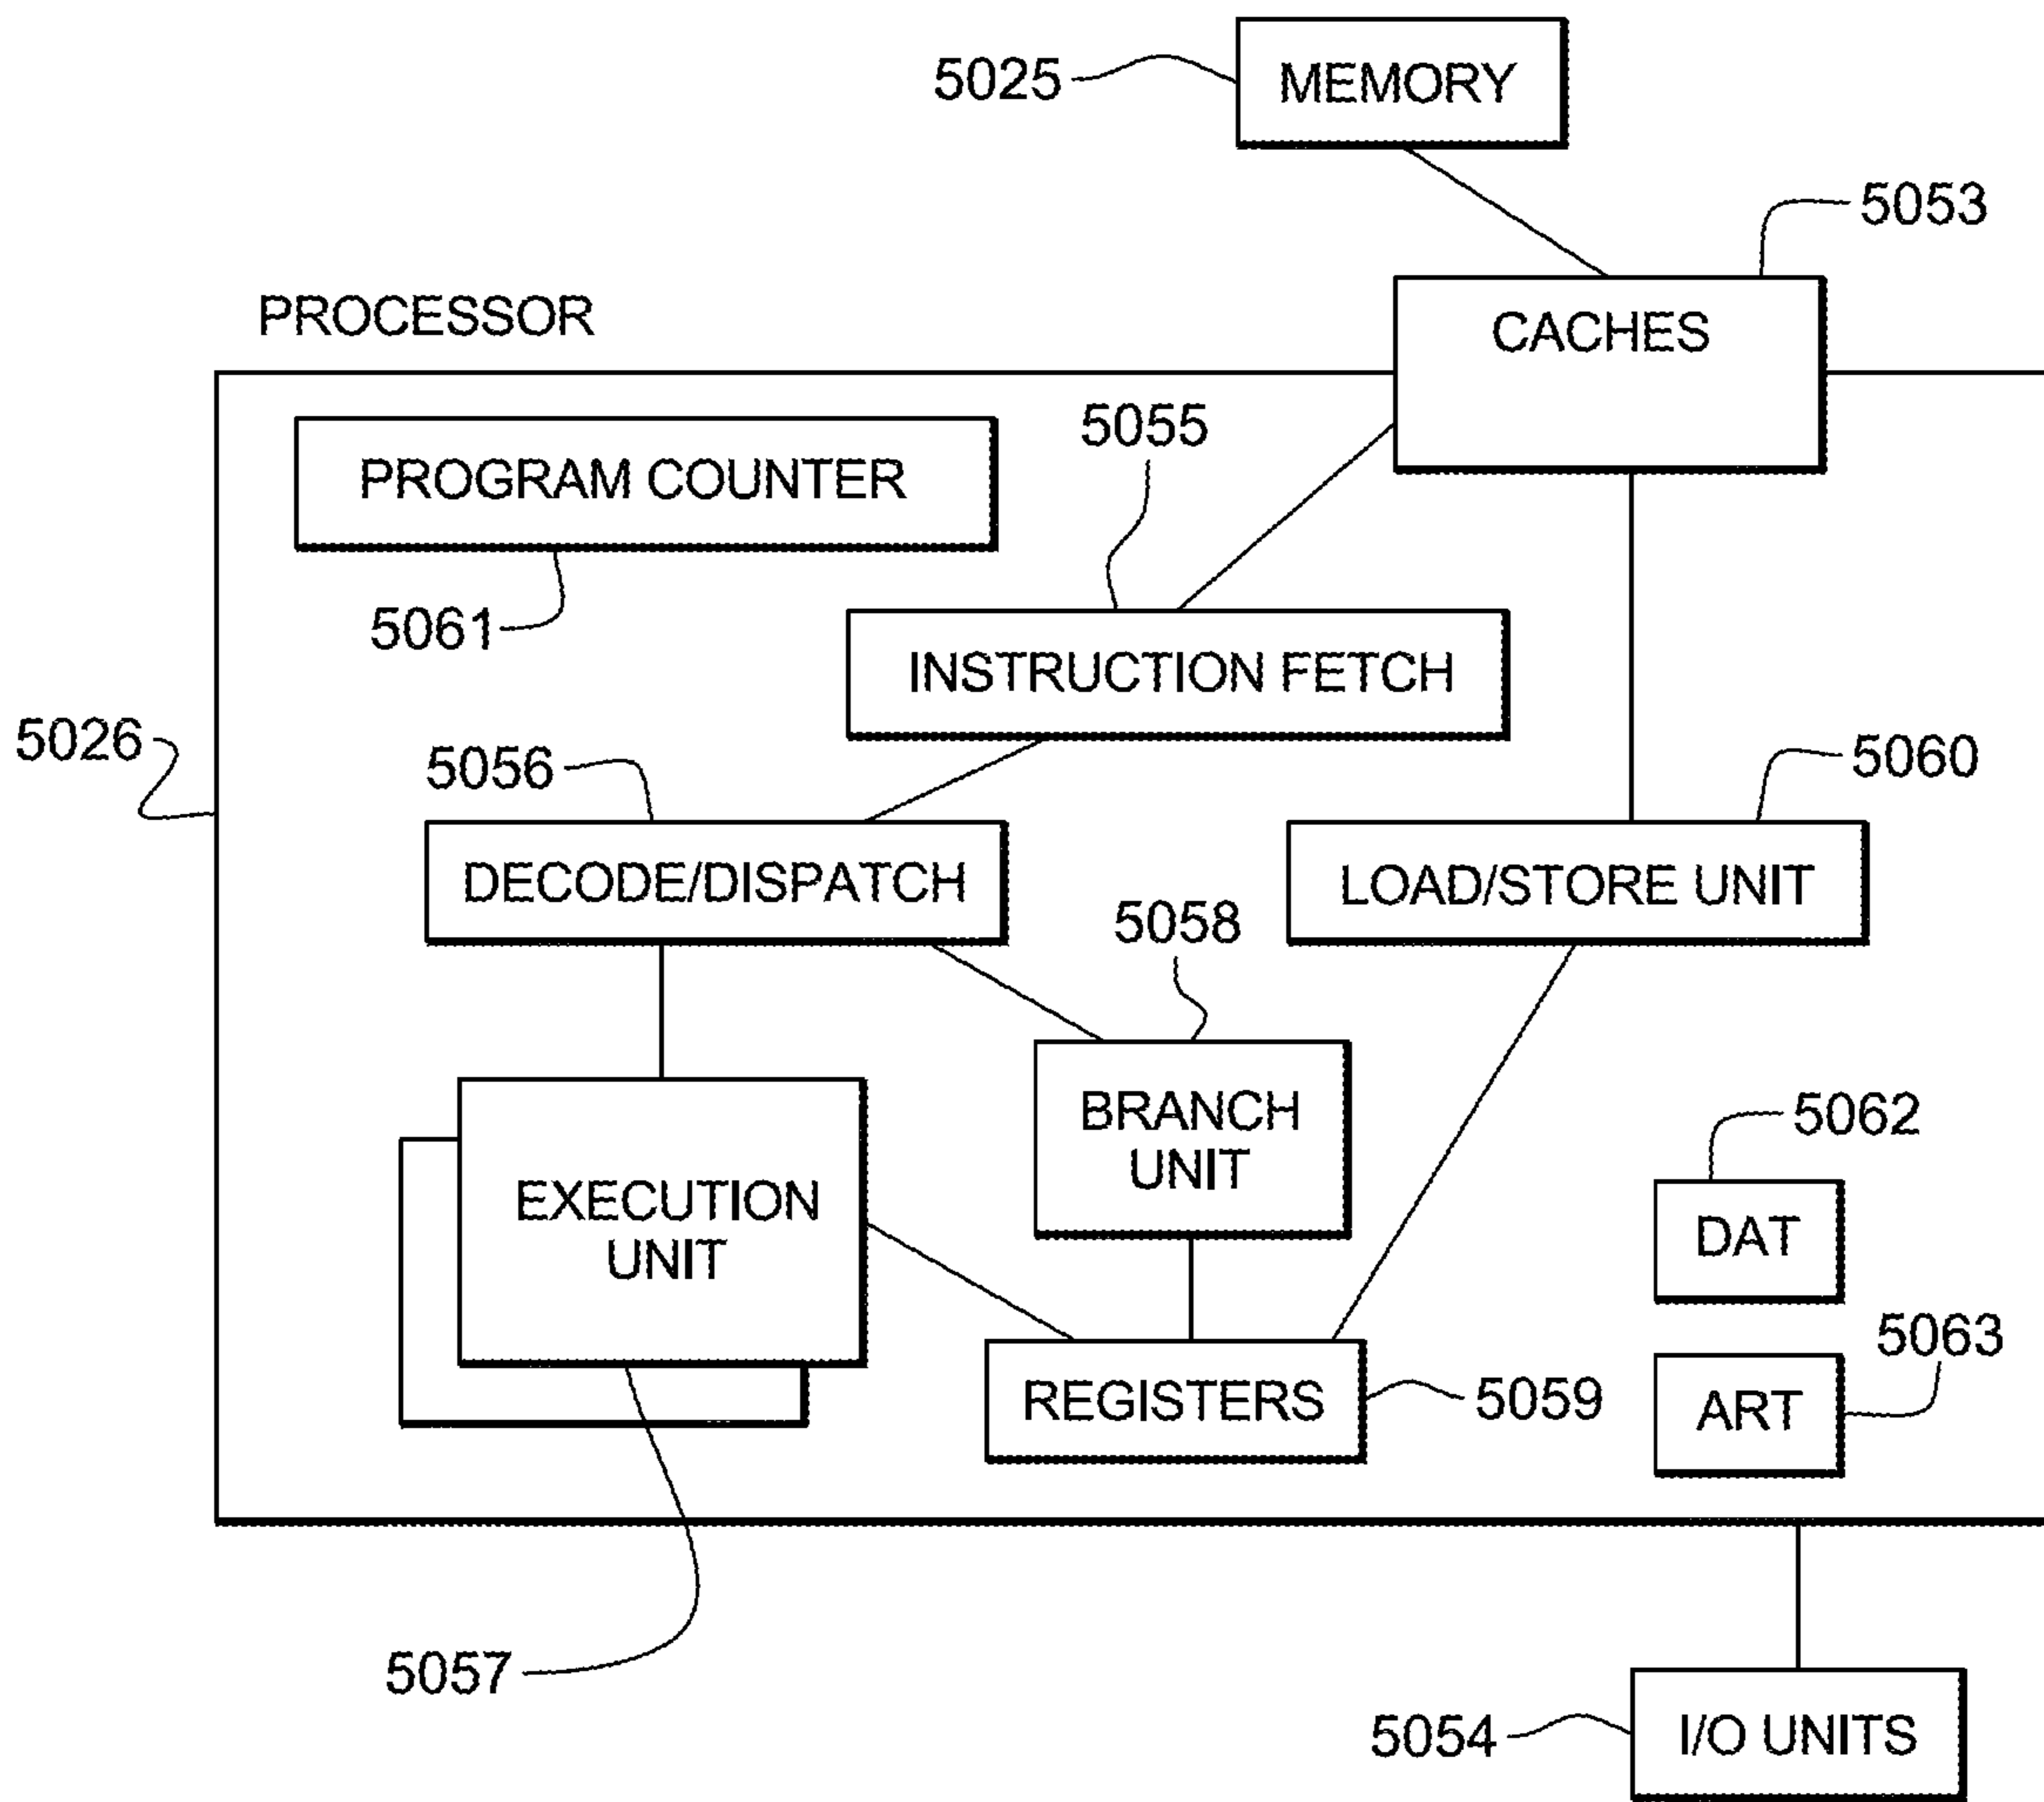 5025
MEMORY
5053
PROCESSOR
CACHES
5055
PROGRAM COUNTER
5061
INSTRUCTION FETCH
5026
5056
5060
DECODE/DISPATCH
LOAD/STORE UNIT
5058
BRANCH
UNIT
5062
EXECUTION
UNIT
DAT
5063
REGISTERS
5059
ART
5057
5054
I/O UNITS